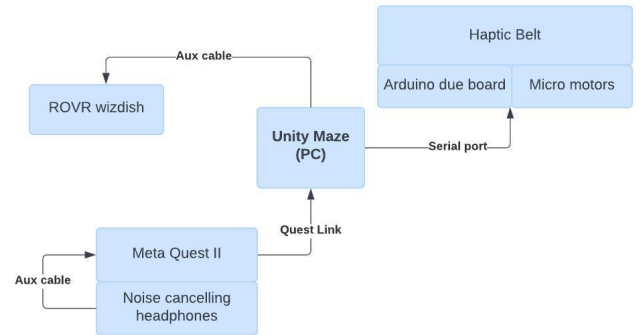 Haptic Belt
Aux cable
Arduino due board
Micro motors
ROVR wizdish
Unity Maze
(PC)
Serial port
Quest Link
Meta Quest II
Aux cable
Noise cancelling
headphones